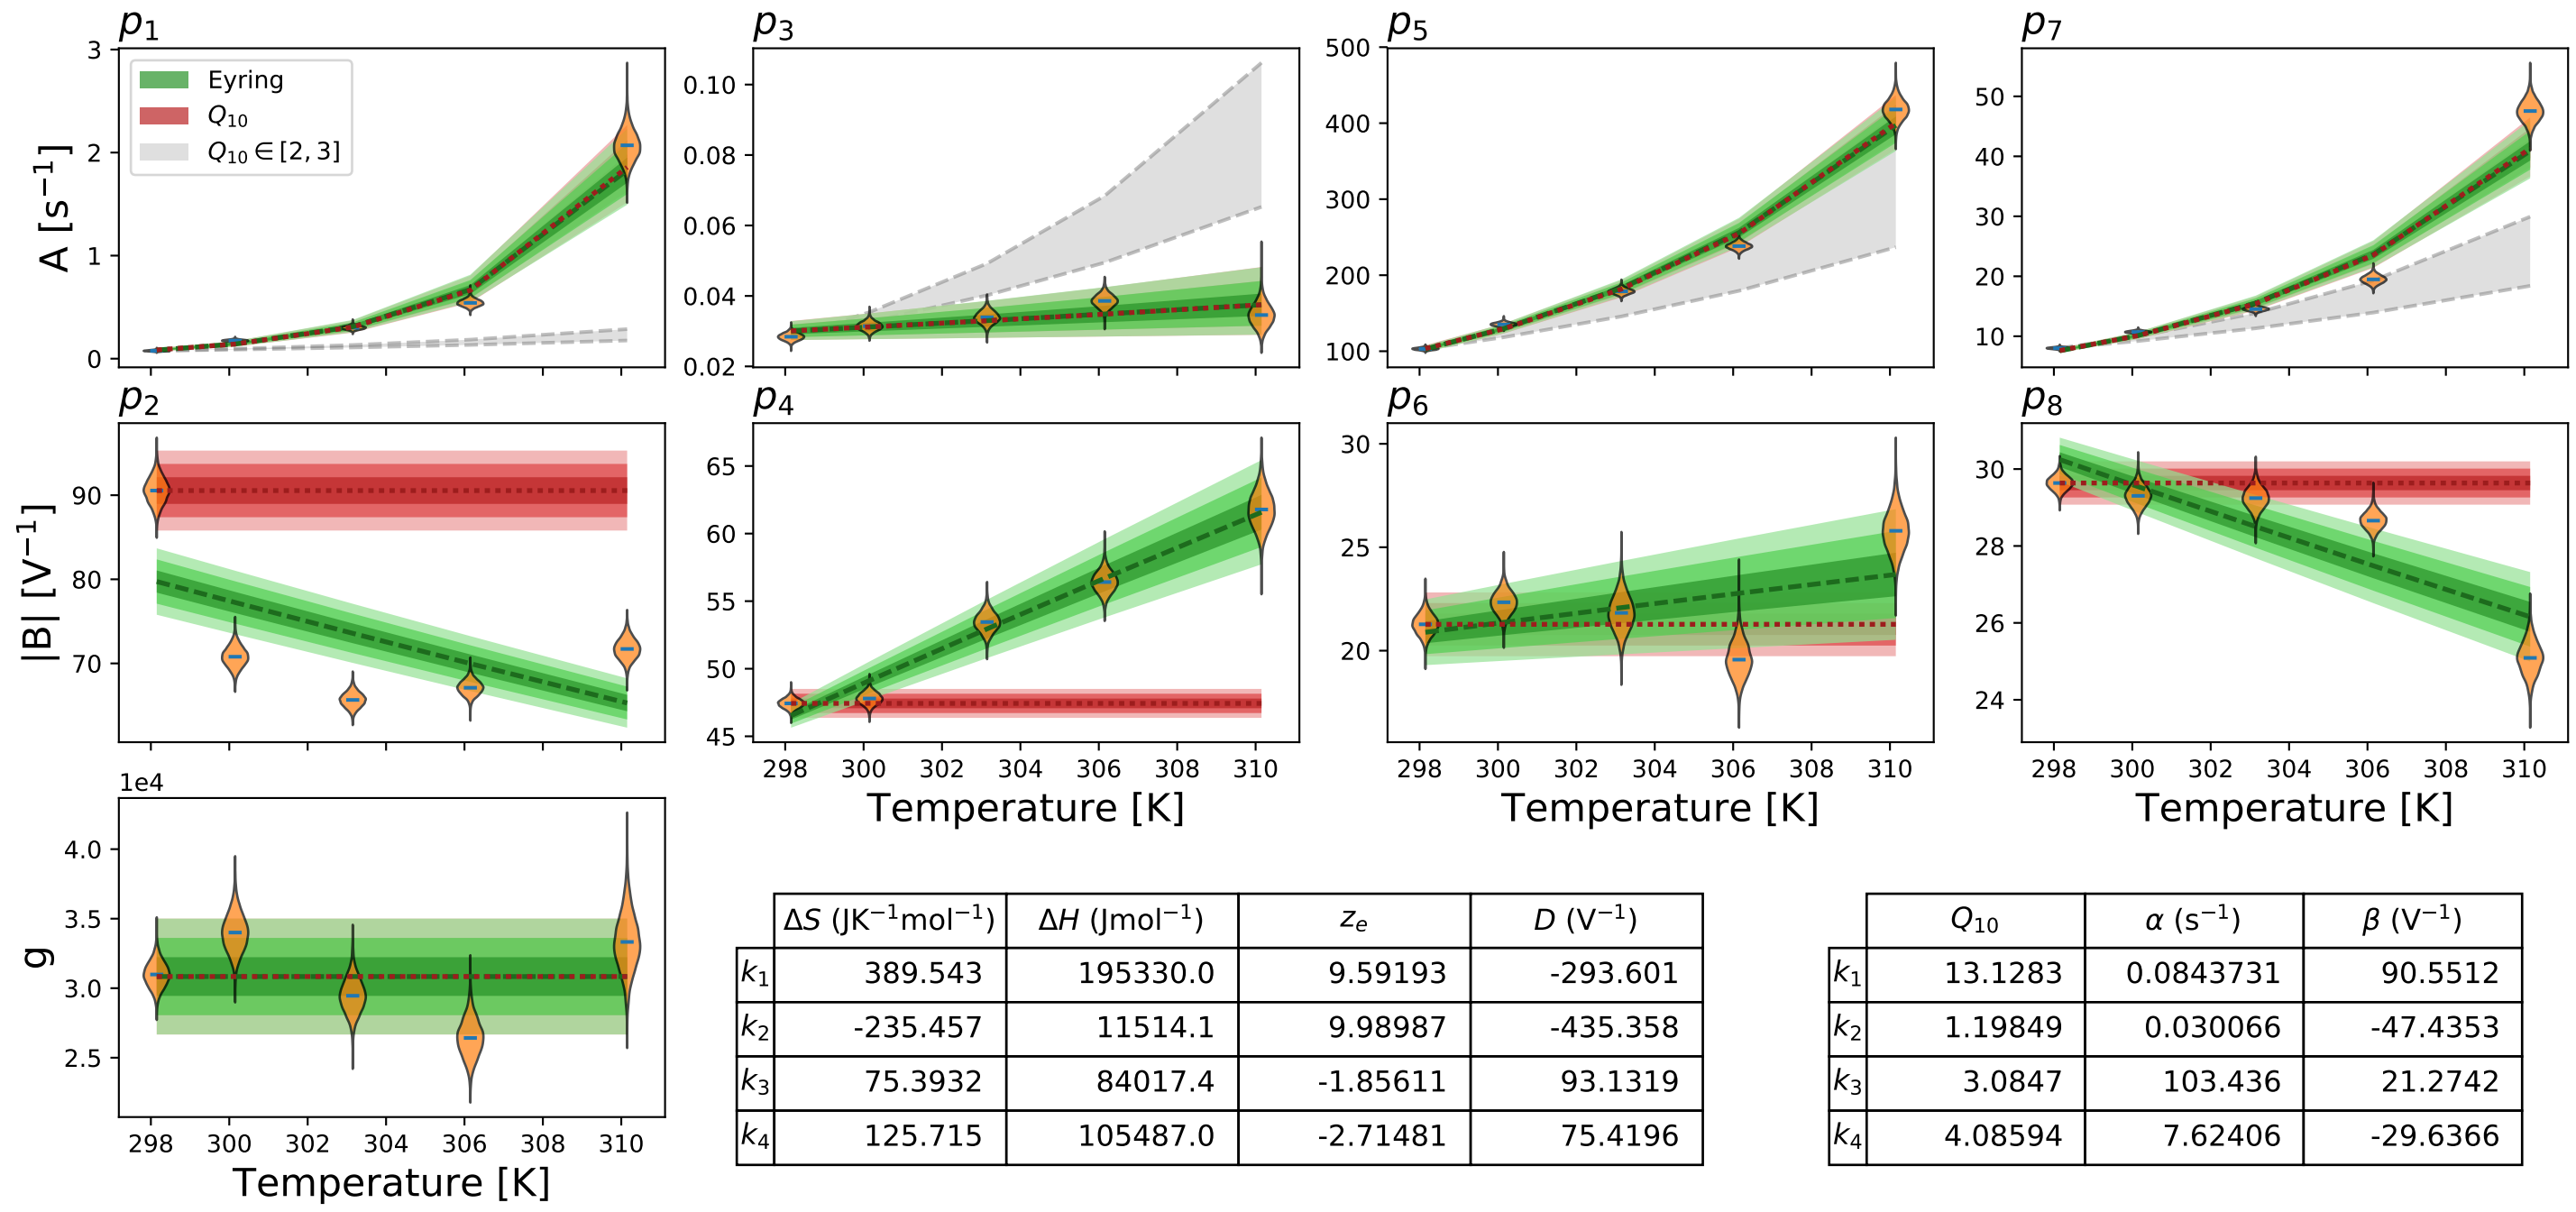 p₁
p₃
p₅
p₇
3
2
1
0
A [s⁻¹]
Eyring
Q₁₀
Q₁₀ ∈ [2, 3]
0.10
0.08
0.06
0.04
0.02
500
400
300
200
100
50
40
30
20
10
p₂
p₄
p₆
p₈
90
80
70
|B| [V⁻¹]
65
60
55
50
45
298 300 302 304 306 308 310
Temperature [K]
30
25
20
298 300 302 304 306 308 310
Temperature [K]
30
28
26
24
298 300 302 304 306 308 310
Temperature [K]
1e4
4.0
3.5
3.0
2.5
g
298 300 302 304 306 308 310
Temperature [K]
ΔS (JK⁻¹mol⁻¹) ΔH (Jmol⁻¹) zₑ D (V⁻¹)
k₁ 389.543 195330.0 9.59193 -293.601
k₂ -235.457 11514.1 9.98987 -435.358
k₃ 75.3932 84017.4 -1.85611 93.1319
k₄ 125.715 105487.0 -2.71481 75.4196
Q₁₀ α (s⁻¹) β (V⁻¹)
k₁ 13.1283 0.0843731 90.5512
k₂ 1.19849 0.030066 -47.4353
k₃ 3.0847 103.436 21.2742
k₄ 4.08594 7.62406 -29.6366